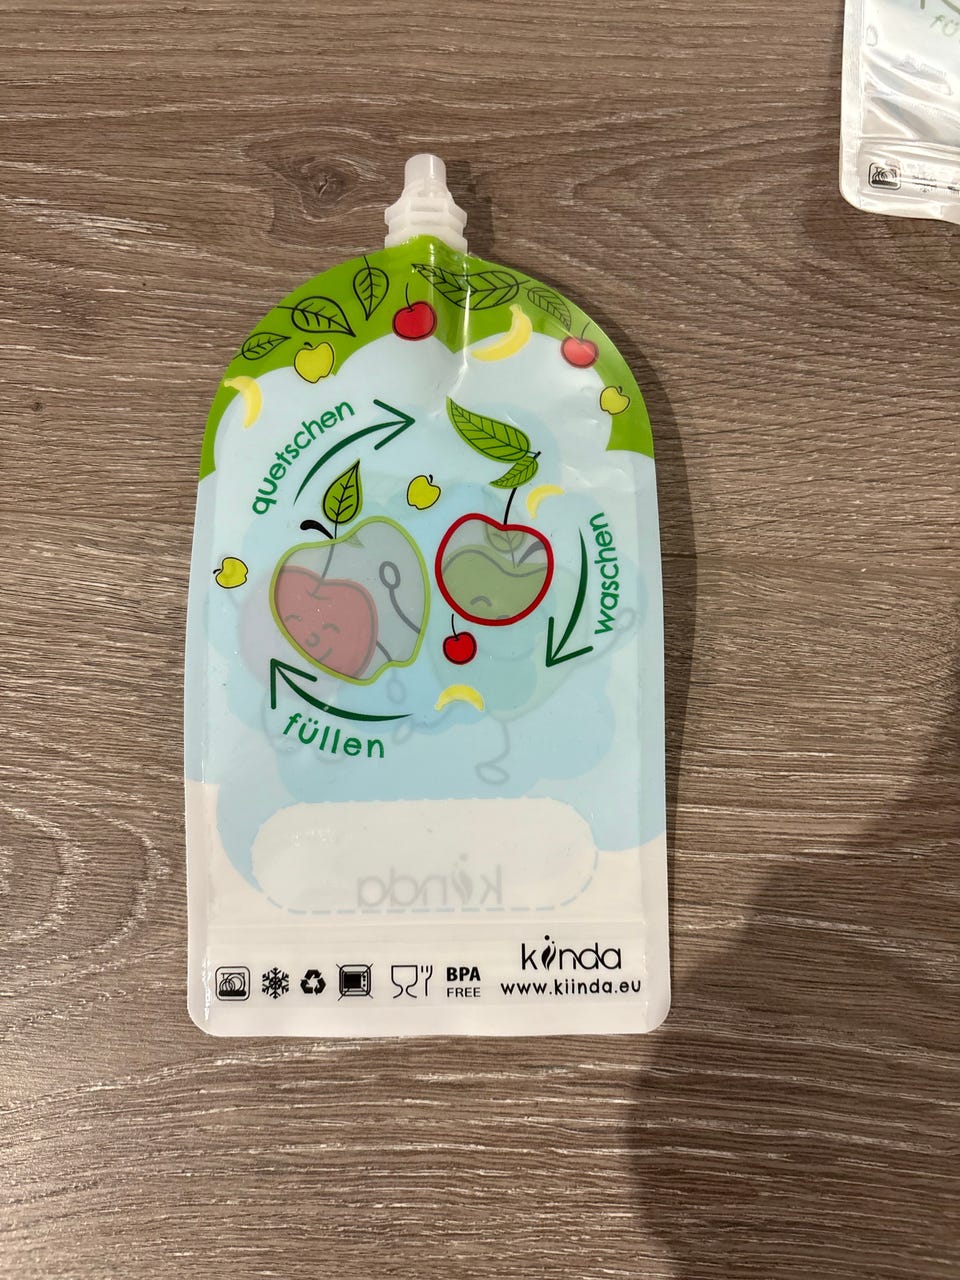 quetschen
waschen
füllen
kiinda
BPA
FREE
kiinda
www.kiinda.eu